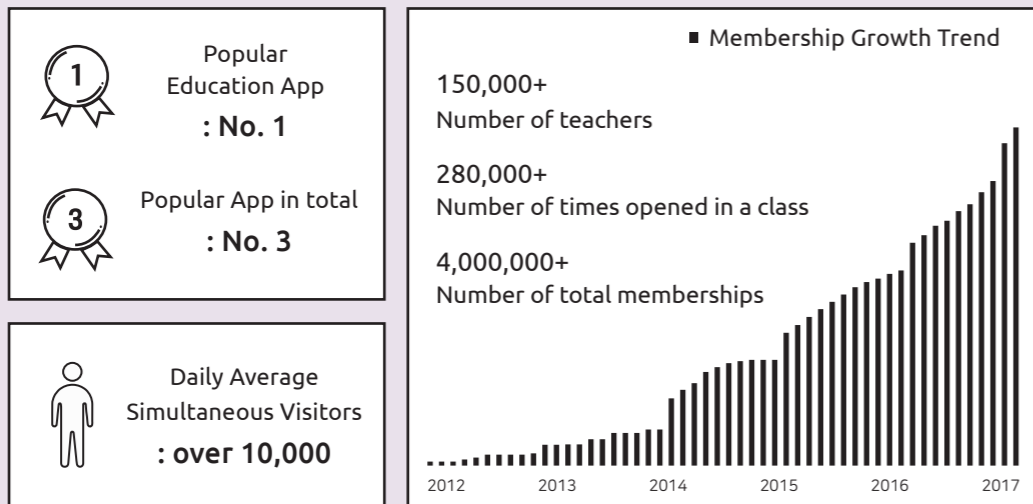 1
Popular
Education App
: No. 1
3
Popular App in total
: No. 3
Daily Average
Simultaneous Visitors
: over 10,000
Membership Growth Trend
150,000+
Number of teachers
280,000+
Number of times opened in a class
4,000,000+
Number of total memberships
2012 2013 2014 2015 2016 2017